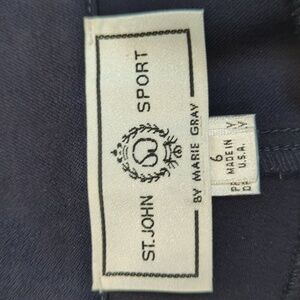 ST. JOHN SPORT
BY MARIE GRAY
6
MADE IN
U.S.A.